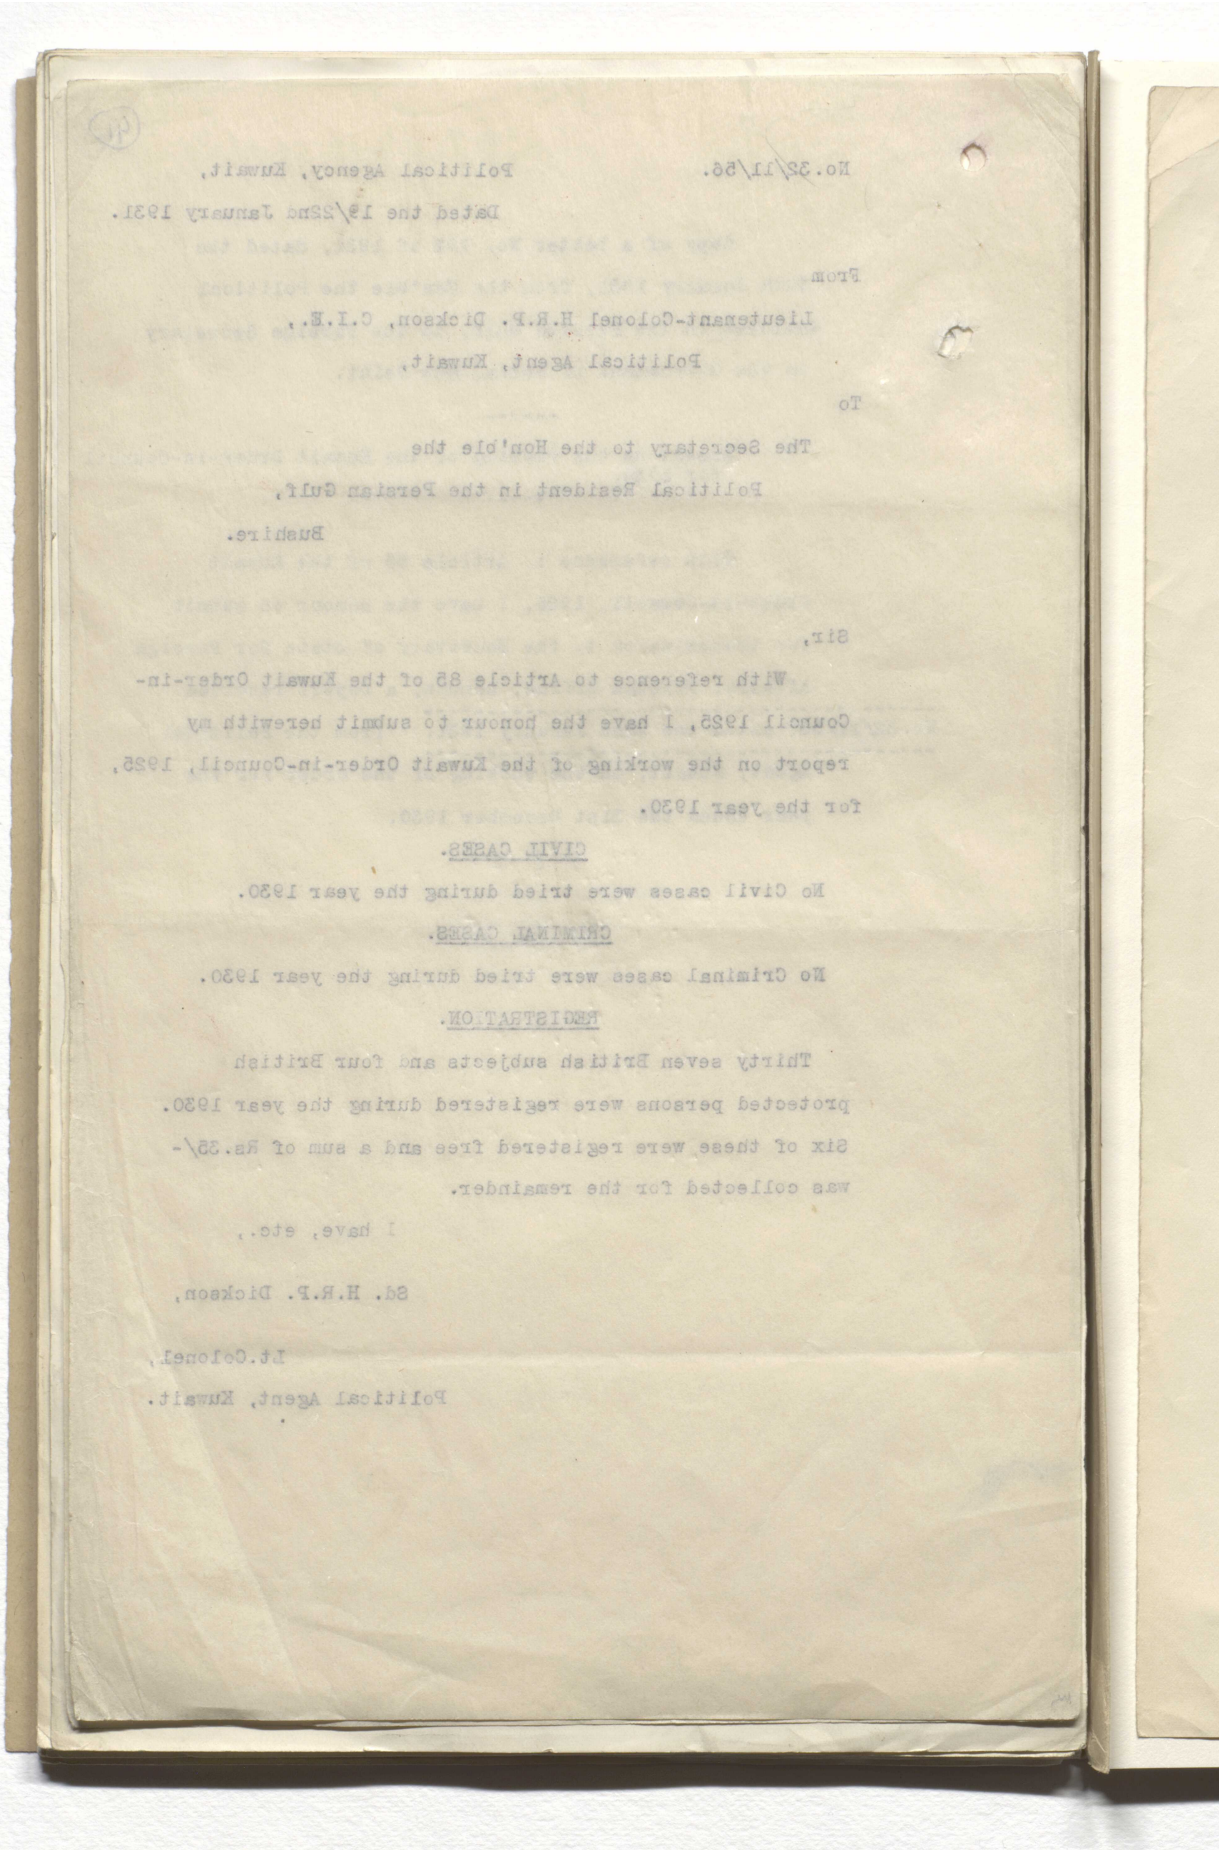 No.32/11/56. Political Agency, Kuwait,
Dated the 19/22nd January 1931.
From
Lieutenant-Colonel H.R.P. Dickson, C.I.E.,
Political Agent, Kuwait,
To
The Secretary to the Hon'ble the
Political Resident in the Persian Gulf,
Bushire.
Sir,
With reference to Article 85 of the Kuwait Order-in-
Council 1925, I have the honour to submit herewith my
report on the working of the Kuwait Order-in-Council, 1925,
for the year 1930.
CIVIL CASES.
No Civil cases were tried during the year 1930.
CRIMINAL CASES.
No Criminal cases were tried during the year 1930.
REGISTRATION.
Thirty seven British subjects and four British
protected persons were registered during the year 1930.
Six of these were registered free and a sum of Rs.35/-
was collected for the remainder.
I have, etc.,
Sd. H.R.P. Dickson,
Lt.Colonel,
Political Agent, Kuwait.